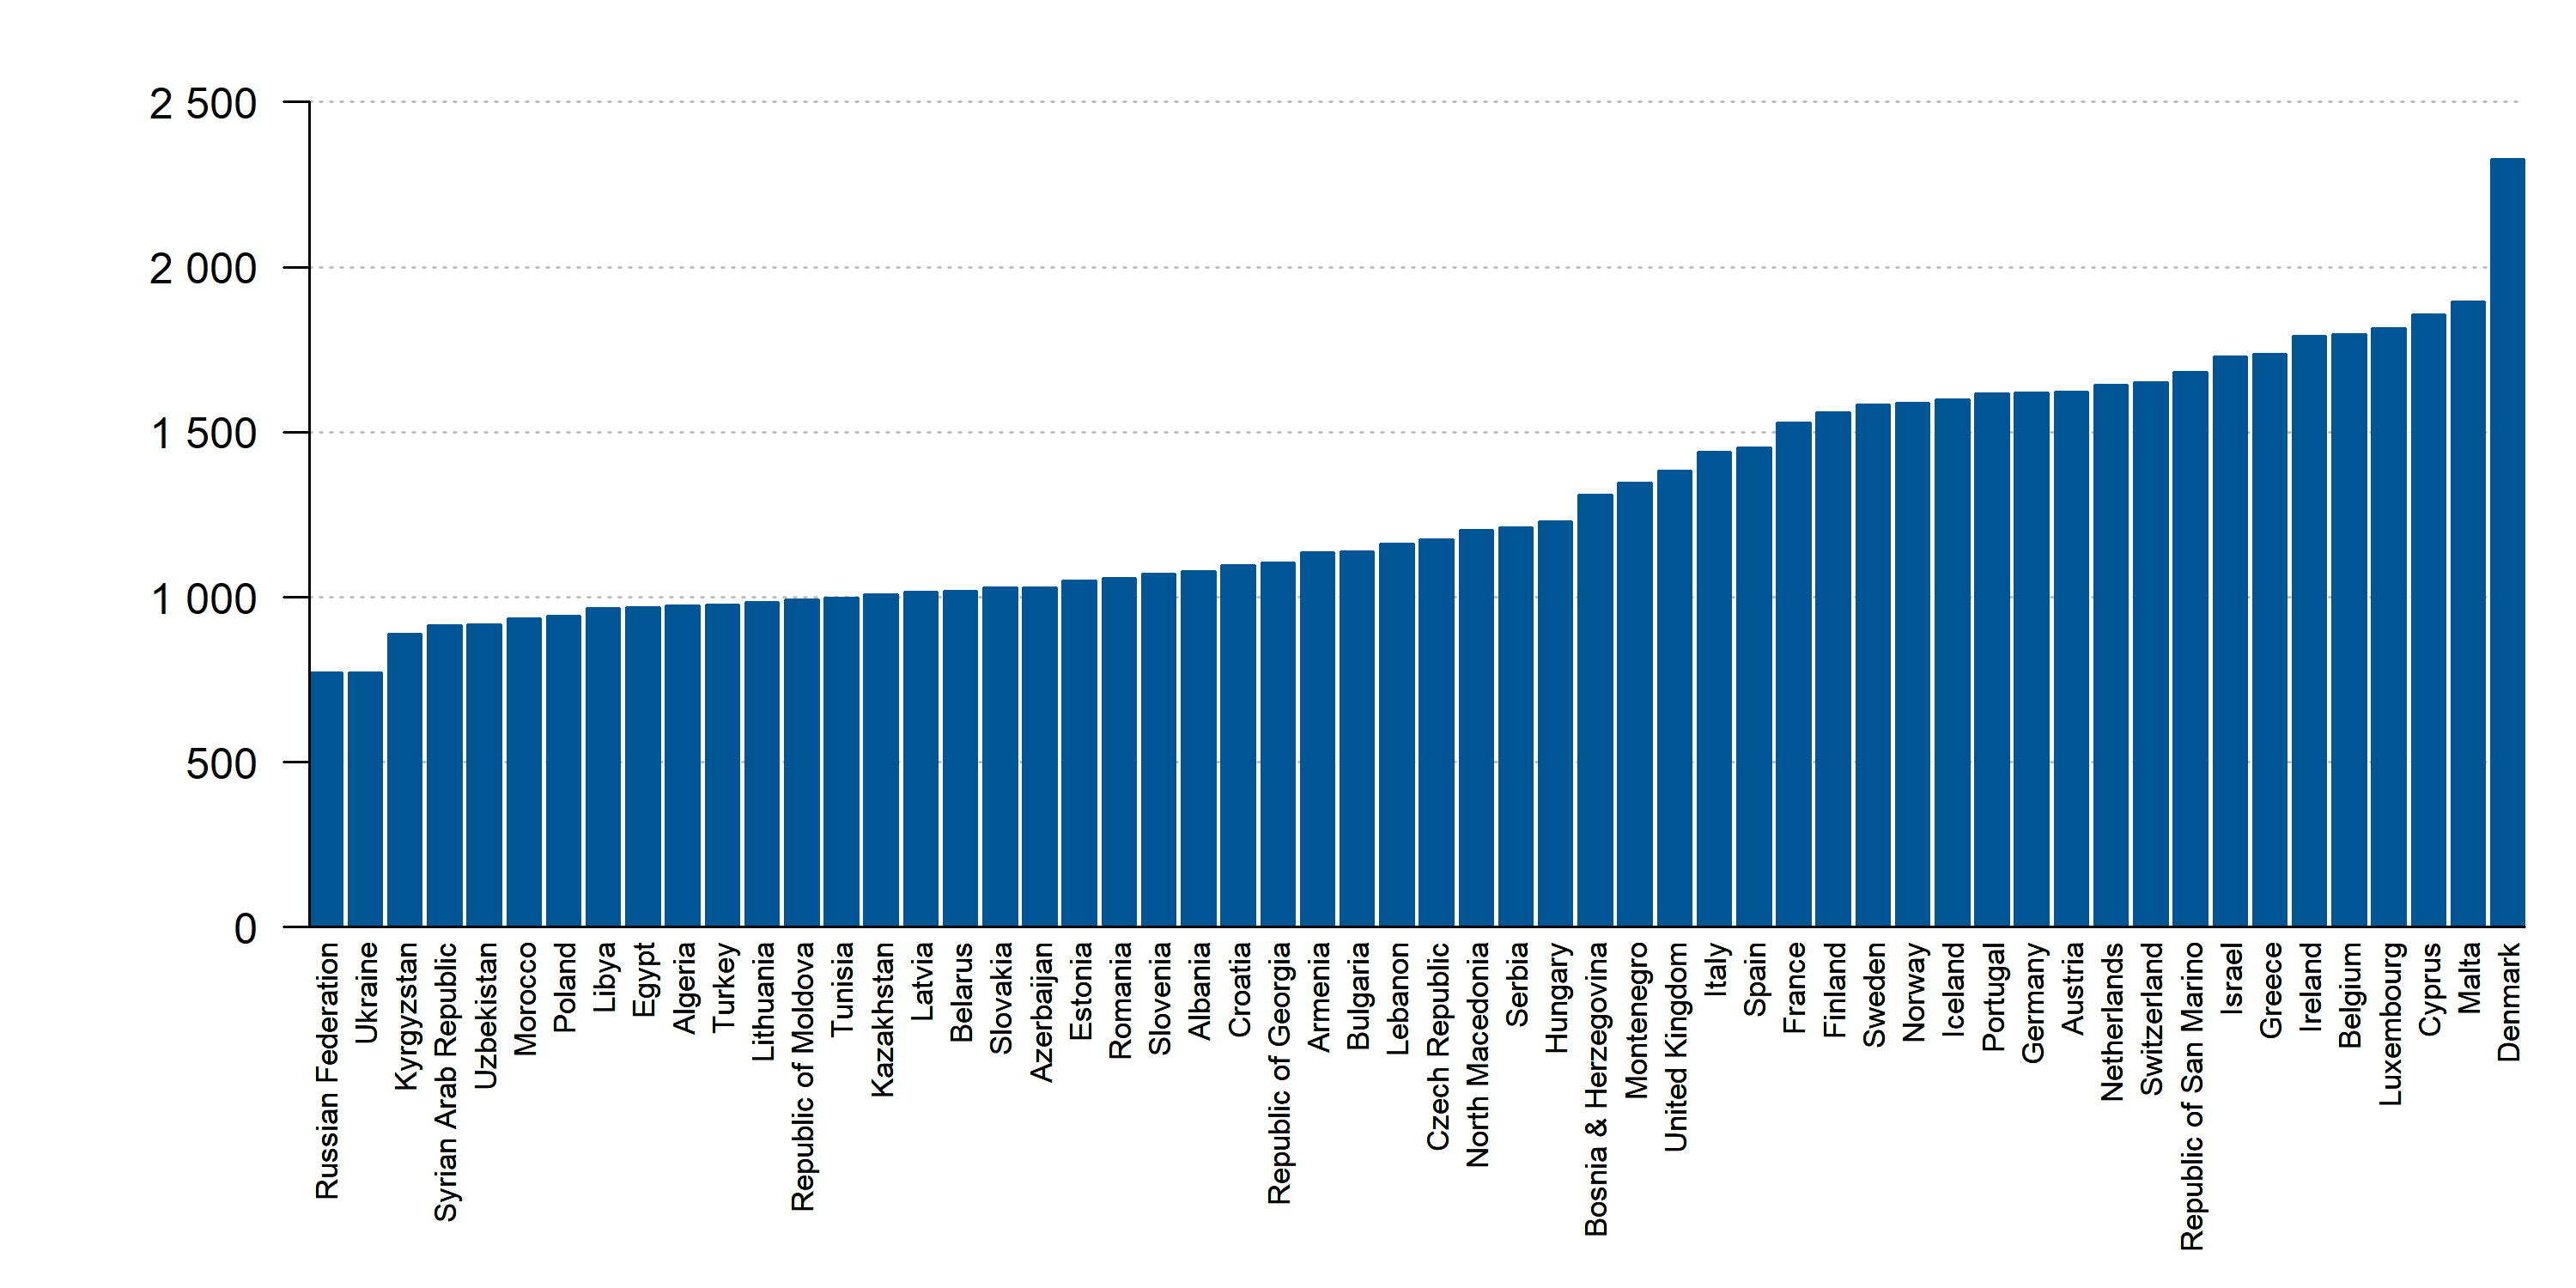 2 500
2 000
1 500
1 000
500
0
Russian Federation
Ukraine
Kyrgyzstan
Syrian Arab Republic
Uzbekistan
Morocco
Poland
Libya
Egypt
Algeria
Turkey
Lithuania
Republic of Moldova
Tunisia
Kazakhstan
Latvia
Belarus
Slovakia
Azerbaijan
Estonia
Romania
Slovenia
Albania
Croatia
Republic of Georgia
Armenia
Bulgaria
Lebanon
Czech Republic
North Macedonia
Serbia
Hungary
Bosnia & Herzegovina
Montenegro
United Kingdom
Italy
Spain
France
Finland
Sweden
Norway
Iceland
Portugal
Germany
Austria
Netherlands
Switzerland
Republic of San Marino
Israel
Greece
Ireland
Belgium
Luxembourg
Cyprus
Malta
Denmark